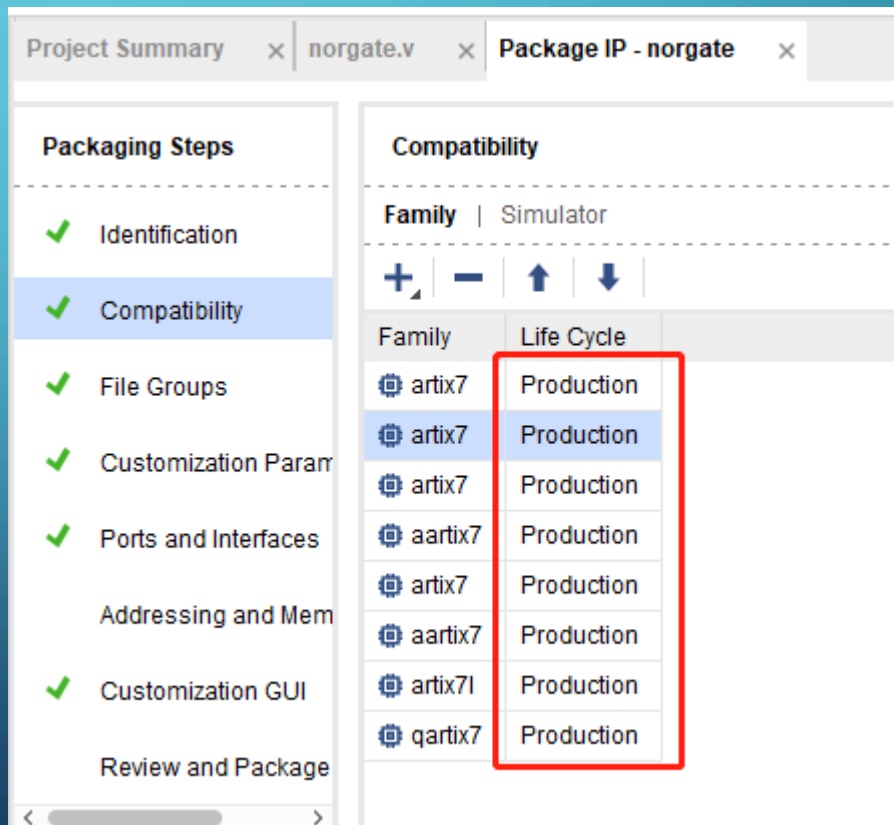 Project Summary × norgate.v × Package IP - norgate ×
Packaging Steps
Identification
Compatibility
File Groups
Customization Param
Ports and Interfaces
Addressing and Mem
Customization GUI
Review and Package
Compatibility
Family | Simulator
Family Life Cycle
artix7 Production
artix7 Production
artix7 Production
aartix7 Production
artix7 Production
aartix7 Production
artix7l Production
qartix7 Production